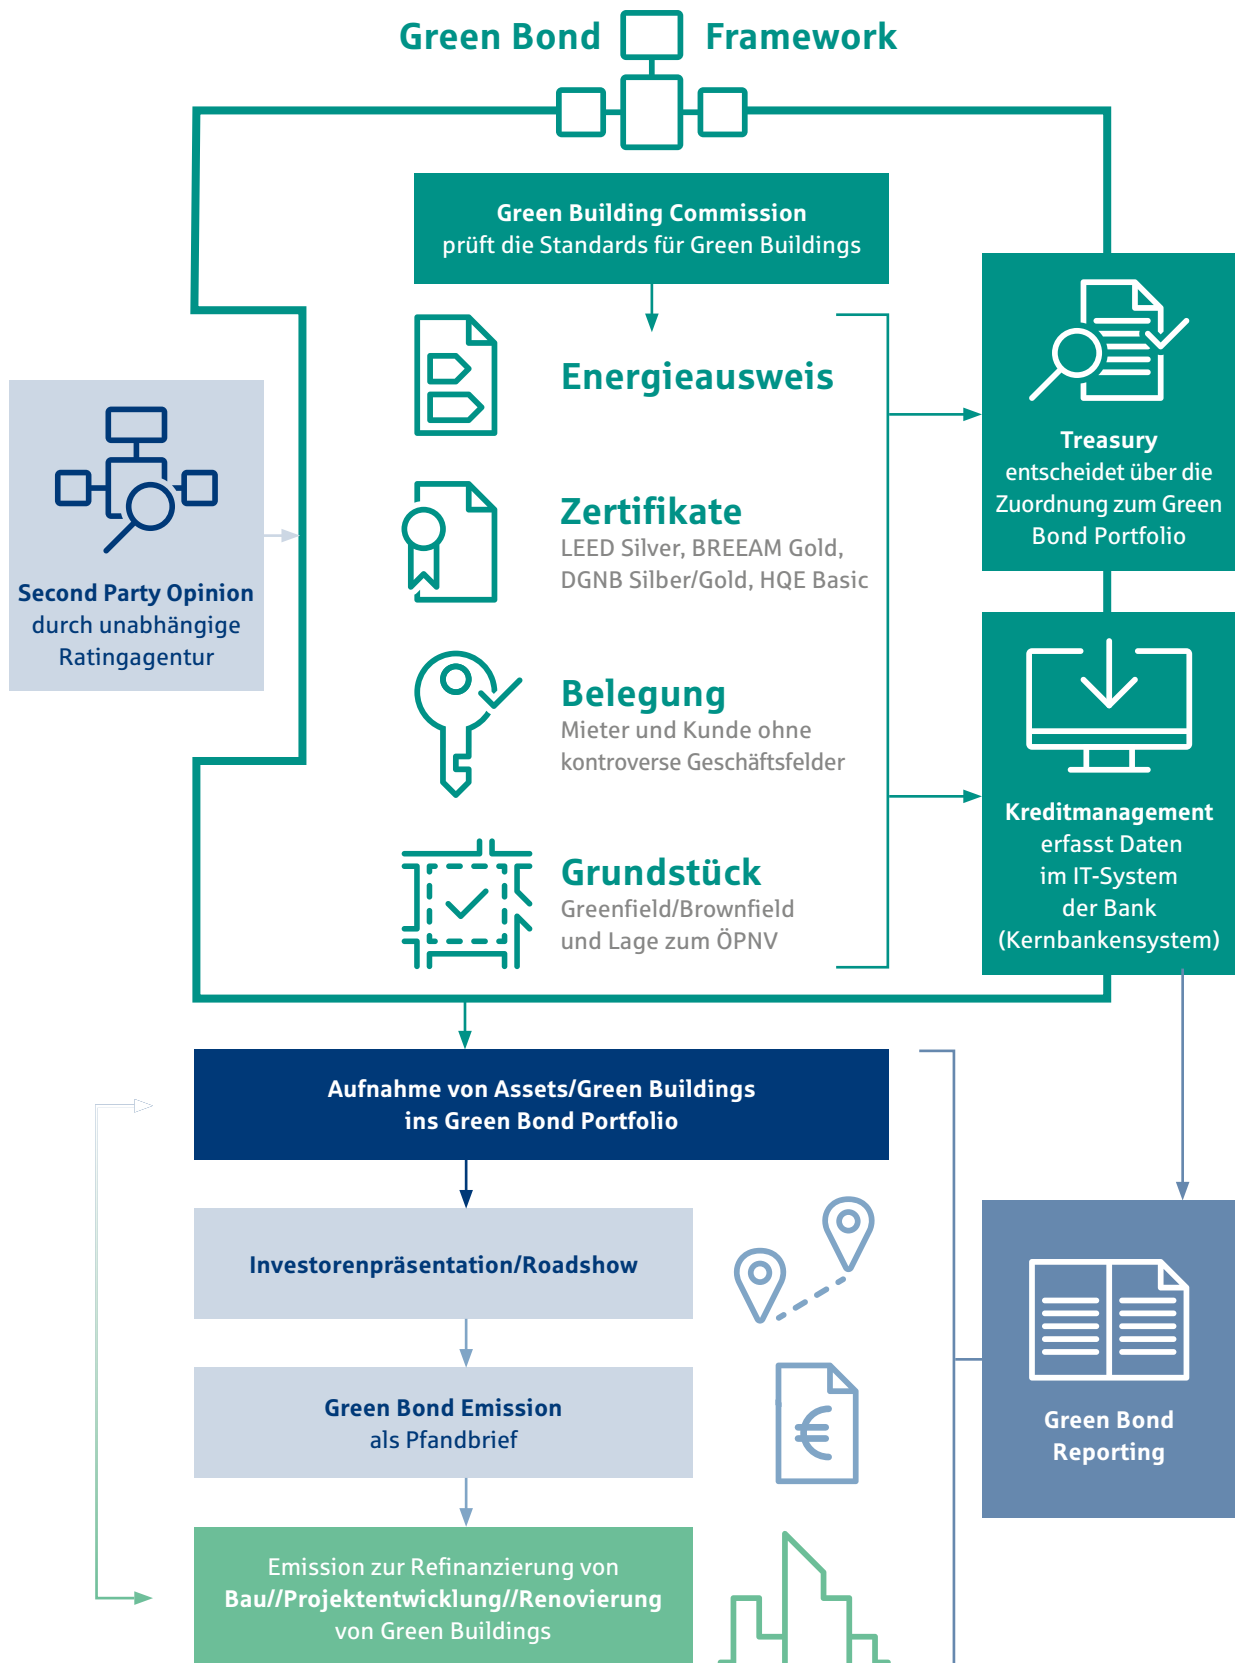 Green Bond Framework
Green Building Commission
prüft die Standards für Green Buildings
Energieausweis
Zertifikate
LEED Silver, BREEAM Gold,
DGNB Silber/Gold, HQE Basic
Belegung
Mieter und Kunde ohne
kontroverse Geschäftsfelder
Grundstück
Greenfield/Brownfield
und Lage zum ÖPNV
Second Party Opinion
durch unabhängige
Ratingagentur
Treasury
entscheidet über die
Zuordnung zum Green
Bond Portfolio
Kreditmanagement
erfasst Daten
im IT-System
der Bank
(Kernbankensystem)
Aufnahme von Assets/Green Buildings
ins Green Bond Portfolio
Investorenpräsentation/Roadshow
Green Bond Emission
als Pfandbrief
€
Emission zur Refinanzierung von
Bau//Projektentwicklung//Renovierung
von Green Buildings
Green Bond
Reporting